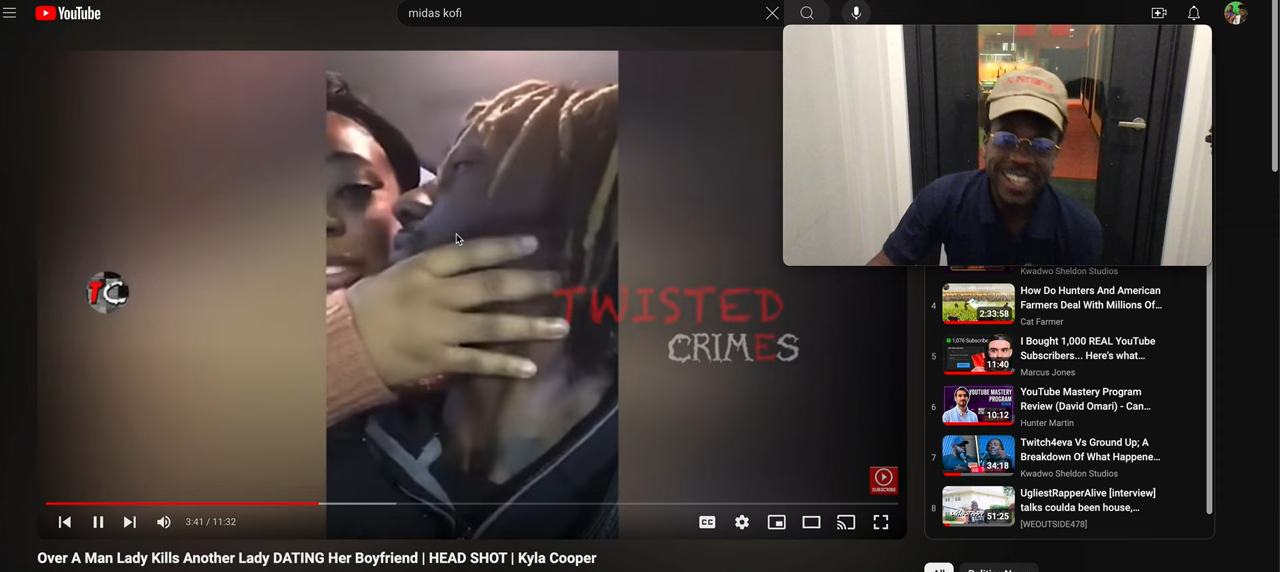 YouTube
midas kofi
TC
TWISTED
CRIMES
SUBSCRIBE
3:41 / 11:32
CC
Over A Man Lady Kills Another Lady DATING Her Boyfriend | HEAD SHOT | Kyla Cooper
Kwadwo Sheldon Studios
4
2:33:58
How Do Hunters And American
Farmers Deal With Millions Of...
Cat Farmer
5
1,076 Subscribe
11:40
I Bought 1,000 REAL YouTube
Subscribers... Here's what...
Marcus Jones
6
YOUTUBE MASTERY
PROGRAM
10:12
YouTube Mastery Program
Review (David Omari) - Can...
Hunter Martin
7
34:18
Twitch4eva Vs Ground Up; A
Breakdown Of What Happene...
Kwadwo Sheldon Studios
8
51:25
UgliestRapperAlive [interview]
talks coulda been house,...
[WEOUTSIDE478]
All